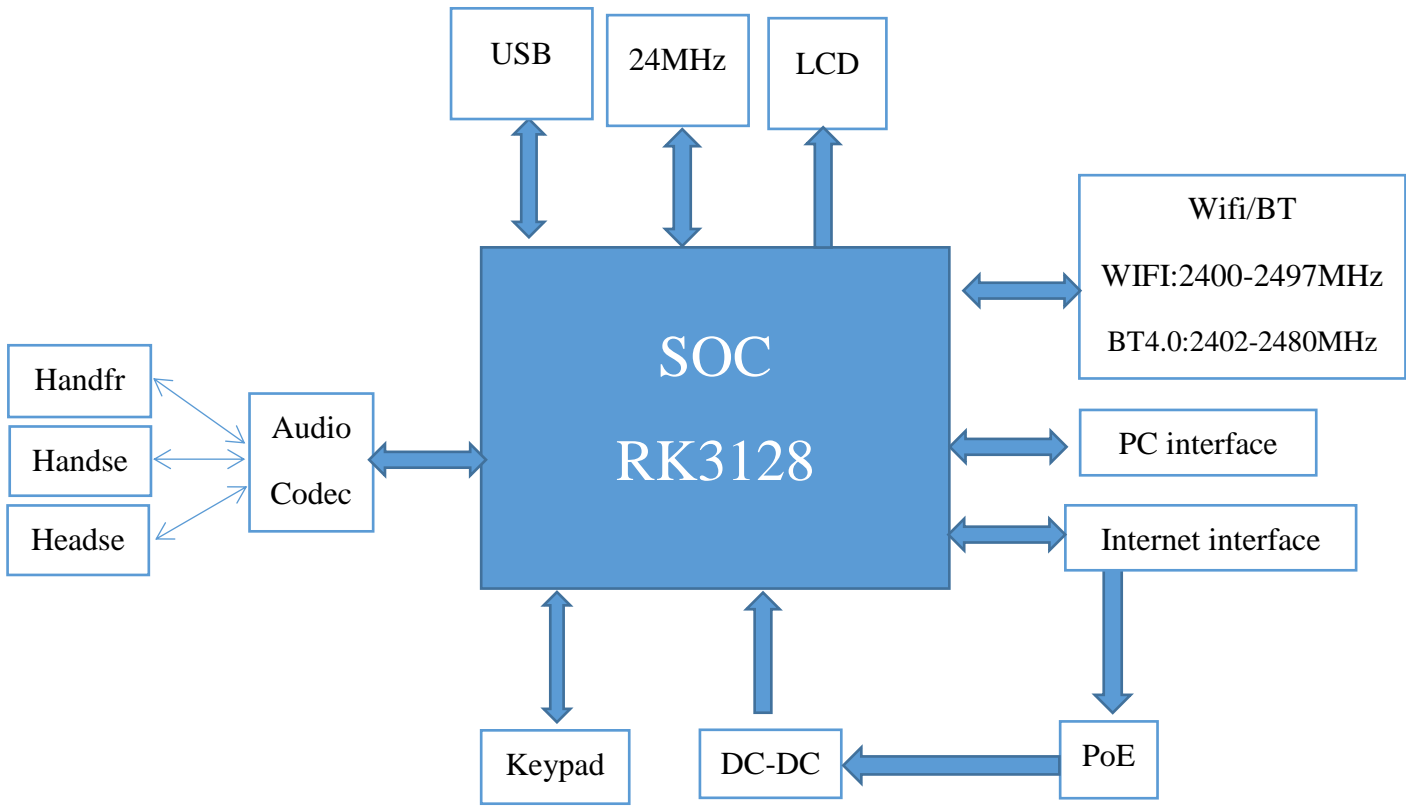 USB
24MHz
LCD
Wifi/BT
WIFI:2400-2497MHz
BT4.0:2402-2480MHz
SOC
RK3128
Handfr
Handse
Headse
Audio
Codec
PC interface
Internet interface
Keypad
DC-DC
PoE